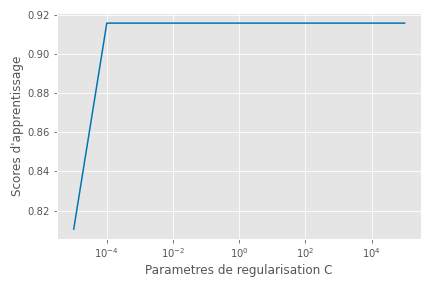 Scores d'apprentissage
0.92
0.90
0.88
0.86
0.84
0.82
10⁻⁴ 10⁻² 10⁰ 10² 10⁴
Parametres de regularisation C